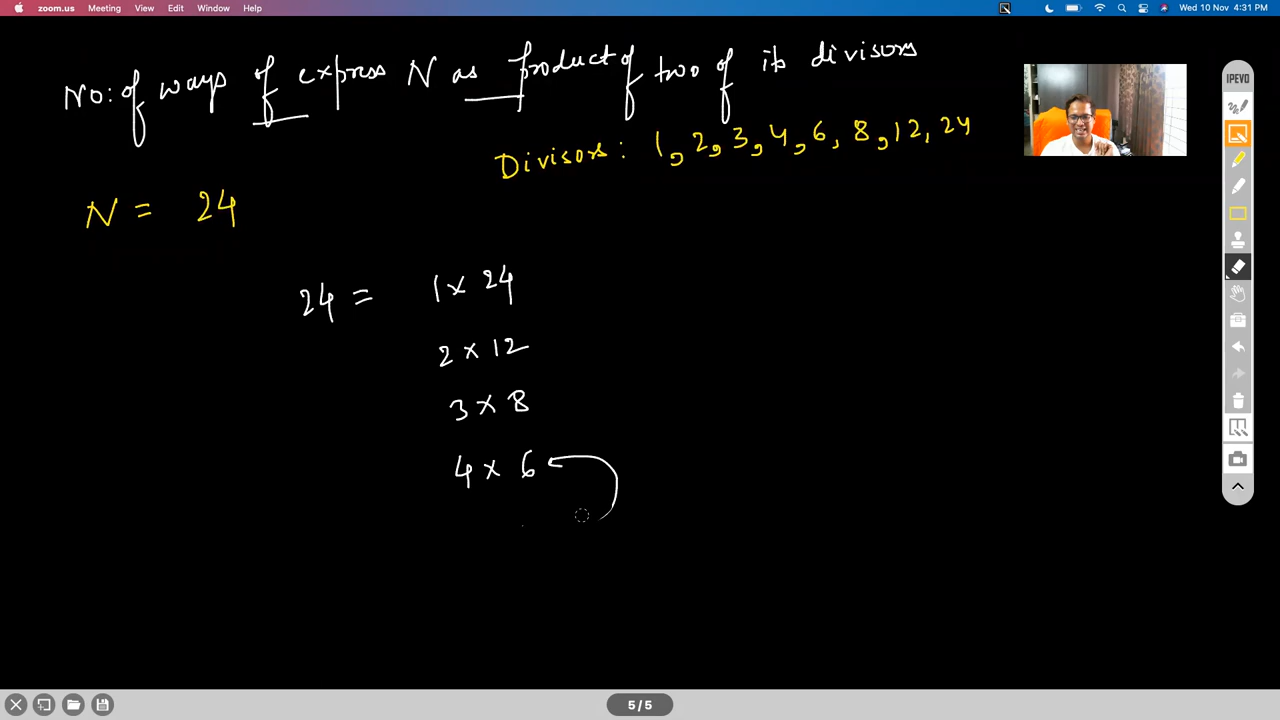 zoom.us Meeting View Edit Window Help Wed 10 Nov 4:31 PM
No: of ways of express N as product of two of its divisors
IPEVO
Divisors: 1, 2, 3, 4, 6, 8, 12, 24
N = 24
24 = 1 x 24
2 x 12
3 x 8
4 x 6
5/5